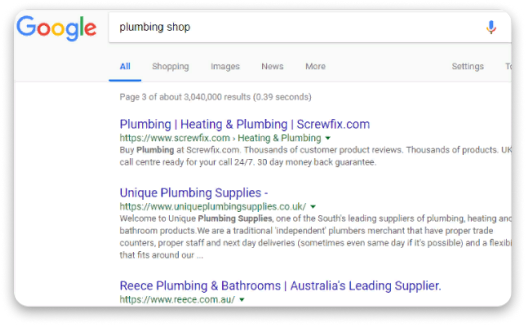 Google
plumbing shop
All Shopping Images News More Settings
Page 3 of about 3,040,000 results (0.39 seconds)
Plumbing | Heating & Plumbing | Screwfix.com
https://www.screwfix.com › Heating & Plumbing
Buy Plumbing at Screwfix.com. Thousands of customer product reviews. Thousands of products. UK
call centre ready for your call 24/7. 30 day money back guarantee.
Unique Plumbing Supplies -
https://www.uniqueplumbingsupplies.co.uk/
Welcome to Unique Plumbing Supplies, one of the South's leading suppliers of plumbing, heating and
bathroom products.We are a traditional 'independent' plumbers merchant that have proper trade
counters, proper staff and next day deliveries (sometimes even same day if it's possible) and a flexibi
that fits around our ...
Reece Plumbing & Bathrooms | Australia's Leading Supplier.
https://www.reece.com.au/